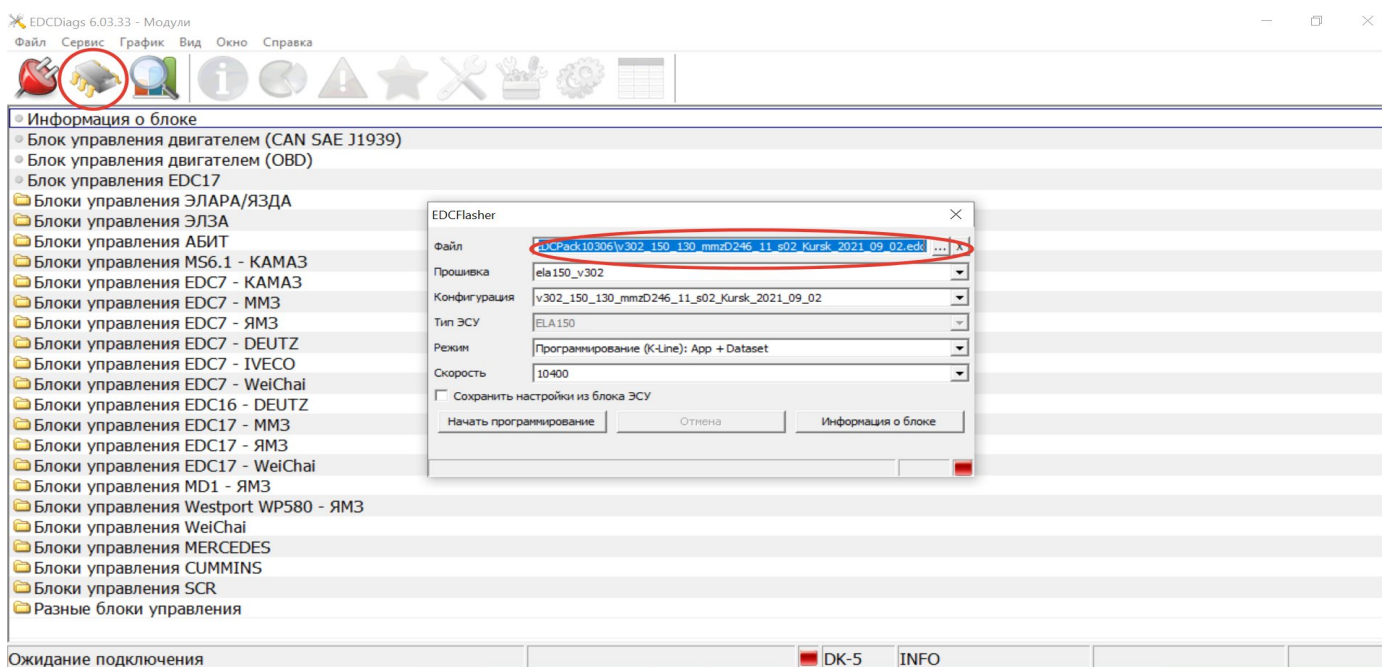 EDCDiags 6.03.33 - Модули
Файл Сервис График Вид Окно Справка
Информация о блоке
Блок управления двигателем (CAN SAE J1939)
Блок управления двигателем (OBD)
Блок управления EDC17
Блоки управления ЭЛАРА/ЯЗДА
Блоки управления ЭЛЗА
Блоки управления АБИТ
Блоки управления MS6.1 - КАМАЗ
Блоки управления EDC7 - КАМАЗ
Блоки управления EDC7 - ММЗ
Блоки управления EDC7 - ЯМЗ
Блоки управления EDC7 - DEUTZ
Блоки управления EDC7 - IVECO
Блоки управления EDC7 - WeiChai
Блоки управления EDC16 - DEUTZ
Блоки управления EDC17 - ММЗ
Блоки управления EDC17 - ЯМЗ
Блоки управления EDC17 - WeiChai
Блоки управления MD1 - ЯМЗ
Блоки управления Westport WP580 - ЯМЗ
Блоки управления WeiChai
Блоки управления MERCEDES
Блоки управления CUMMINS
Блоки управления SCR
Разные блоки управления
EDCFlasher
Файл DCPack10306\v302_150_130_mmzD246_11_s02_Kursk_2021_09_02.edc ... x
Прошивка ela150_v302
Конфигурация v302_150_130_mmzD246_11_s02_Kursk_2021_09_02
Тип ЭСУ ELA150
Режим Программирование (K-Line): App + Dataset
Скорость 10400
Сохранить настройки из блока ЭСУ
Начать программирование Отмена Информация о блоке
Ожидание подключения DK-5 INFO